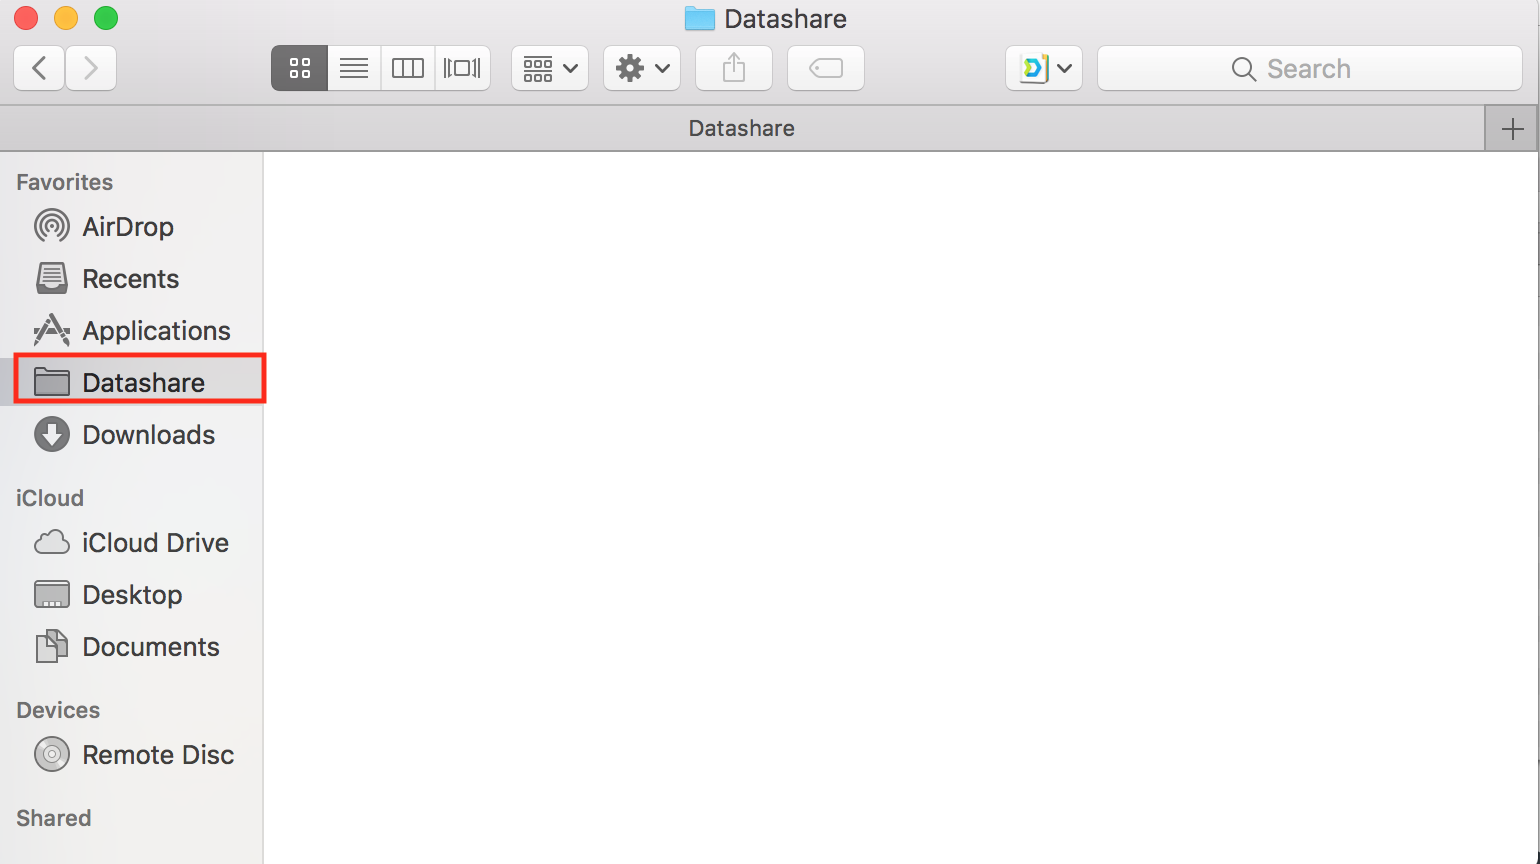 Datashare
Search
Datashare
Favorites
AirDrop
Recents
Applications
Datashare
Downloads
iCloud
iCloud Drive
Desktop
Documents
Devices
Remote Disc
Shared